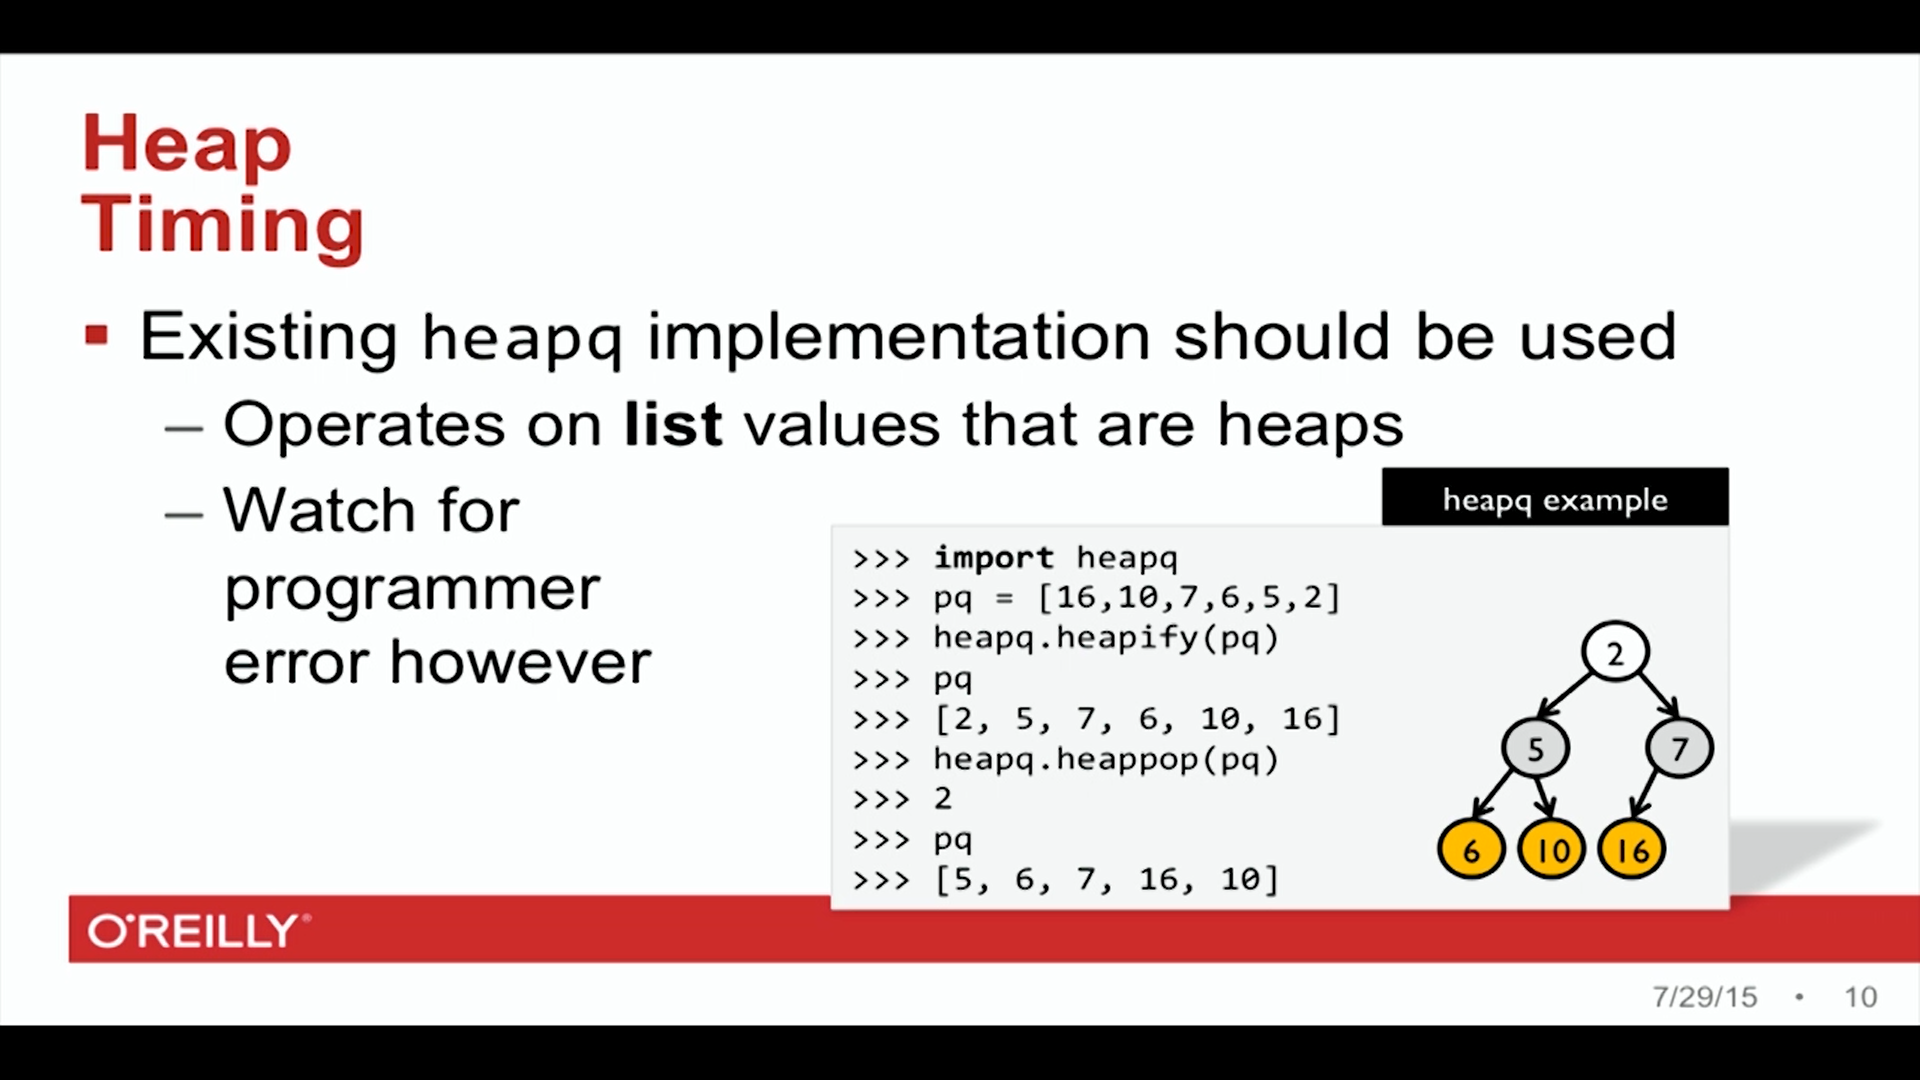 Heap
Timing
▪ Existing heapq implementation should be used
– Operates on list values that are heaps
– Watch for
programmer
error however
heapq example
>>> import heapq
>>> pq = [16,10,7,6,5,2]
>>> heapq.heapify(pq)
>>> pq
>>> [2, 5, 7, 6, 10, 16]
>>> heapq.heappop(pq)
>>> 2
>>> pq
>>> [5, 6, 7, 16, 10]
2
5 7
6 10 16
O'REILLY®
7/29/15 • 10